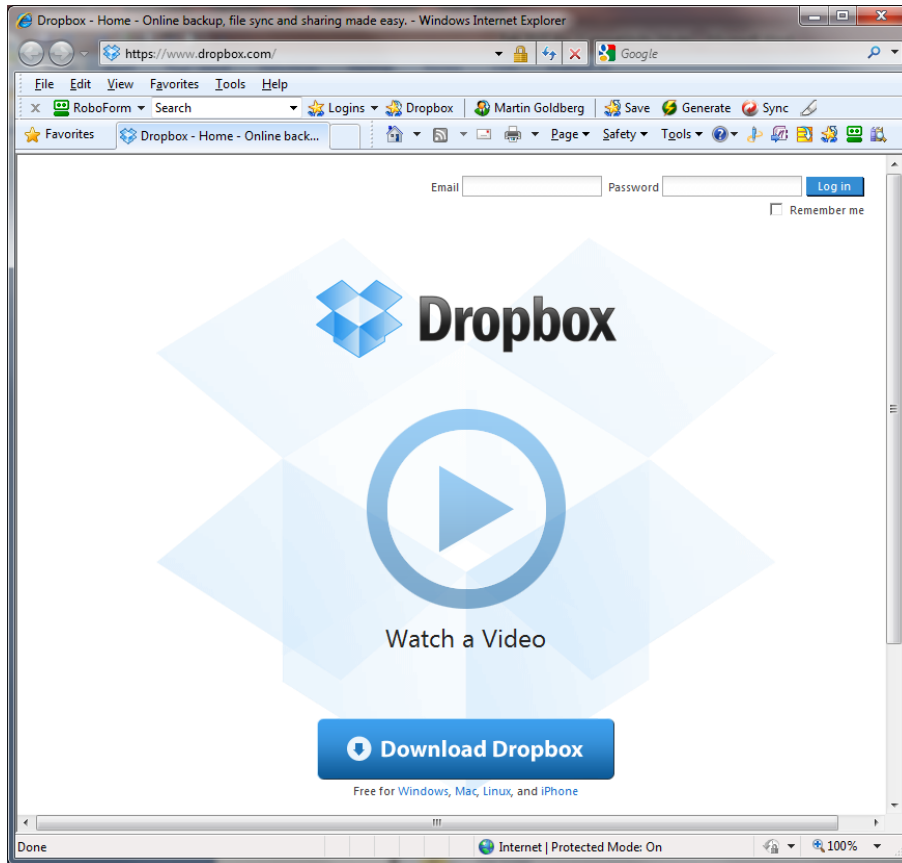 Dropbox - Home - Online backup, file sync and sharing made easy. - Windows Internet Explorer
https://www.dropbox.com/
Google
File Edit View Favorites Tools Help
x RoboForm Search Logins Dropbox Martin Goldberg Save Generate Sync
Favorites Dropbox - Home - Online back... Page Safety Tools
Email Password Log in
Remember me
Dropbox
Watch a Video
Download Dropbox
Free for Windows, Mac, Linux, and iPhone
Done Internet | Protected Mode: On 100%